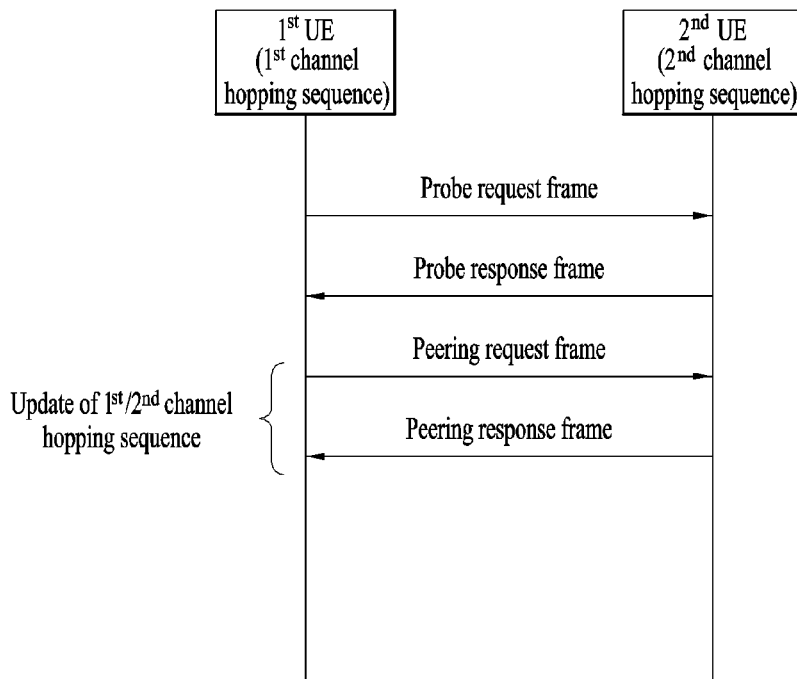 1st UE
(1st channel
hopping sequence)
2nd UE
(2nd channel
hopping sequence)
Probe request frame
Probe response frame
Peering request frame
Peering response frame
Update of 1st/2nd channel
hopping sequence